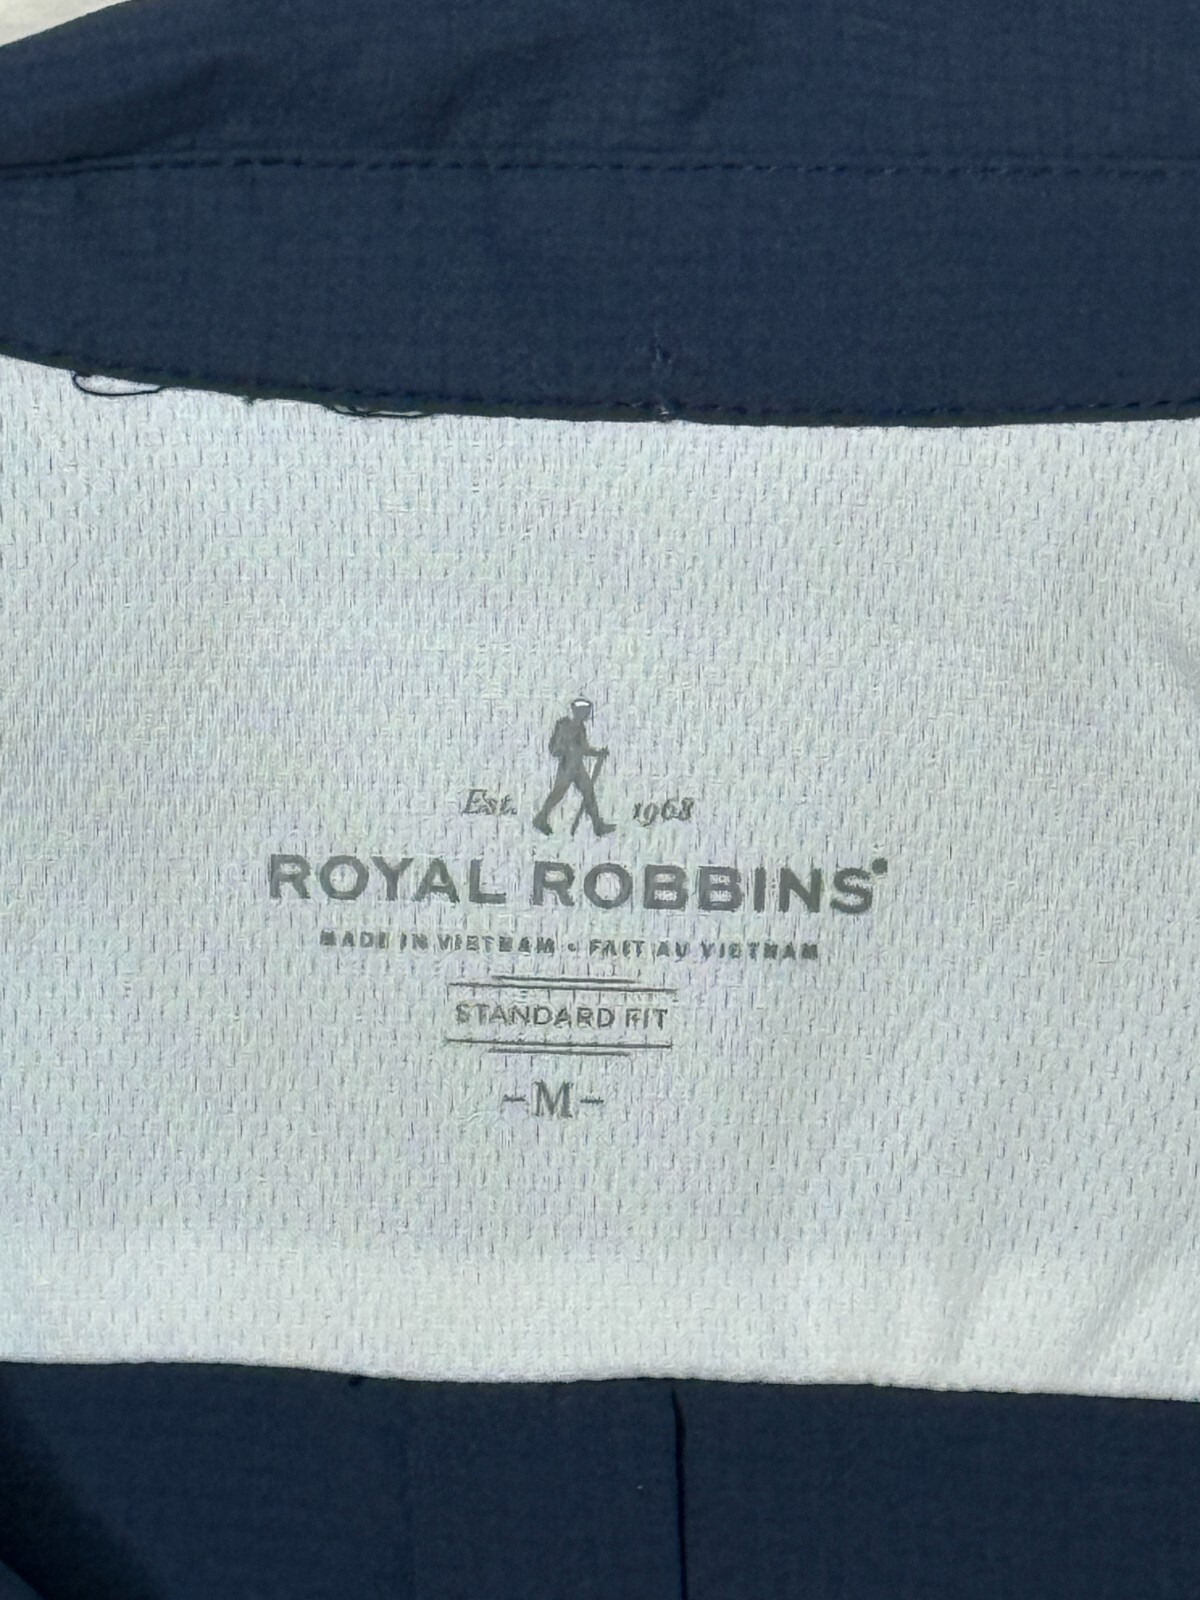 Est. 1968
ROYAL ROBBINS
MADE IN VIETNAM • FAIT AU VIETNAM
STANDARD FIT
-M-